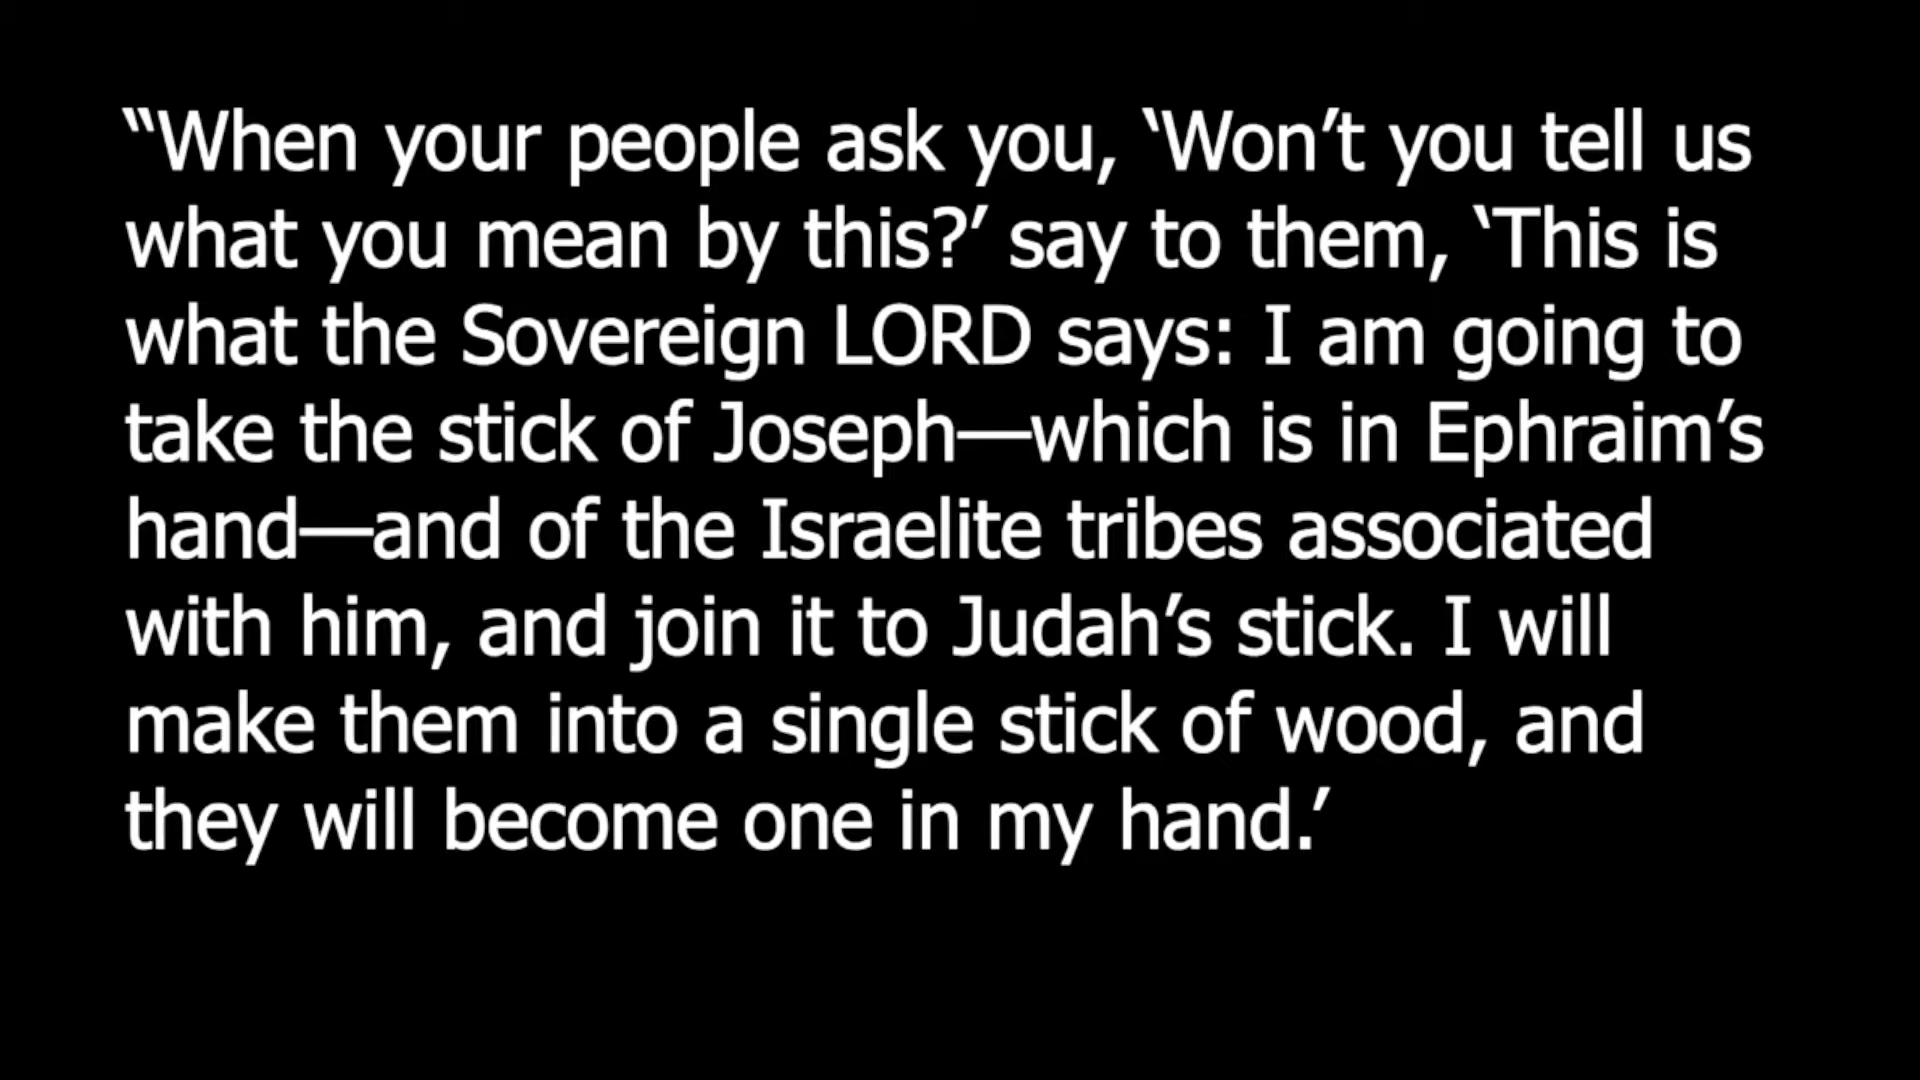 “When your people ask you, ‘Won’t you tell us
what you mean by this?’ say to them, ‘This is
what the Sovereign LORD says: I am going to
take the stick of Joseph—which is in Ephraim’s
hand—and of the Israelite tribes associated
with him, and join it to Judah’s stick. I will
make them into a single stick of wood, and
they will become one in my hand.’